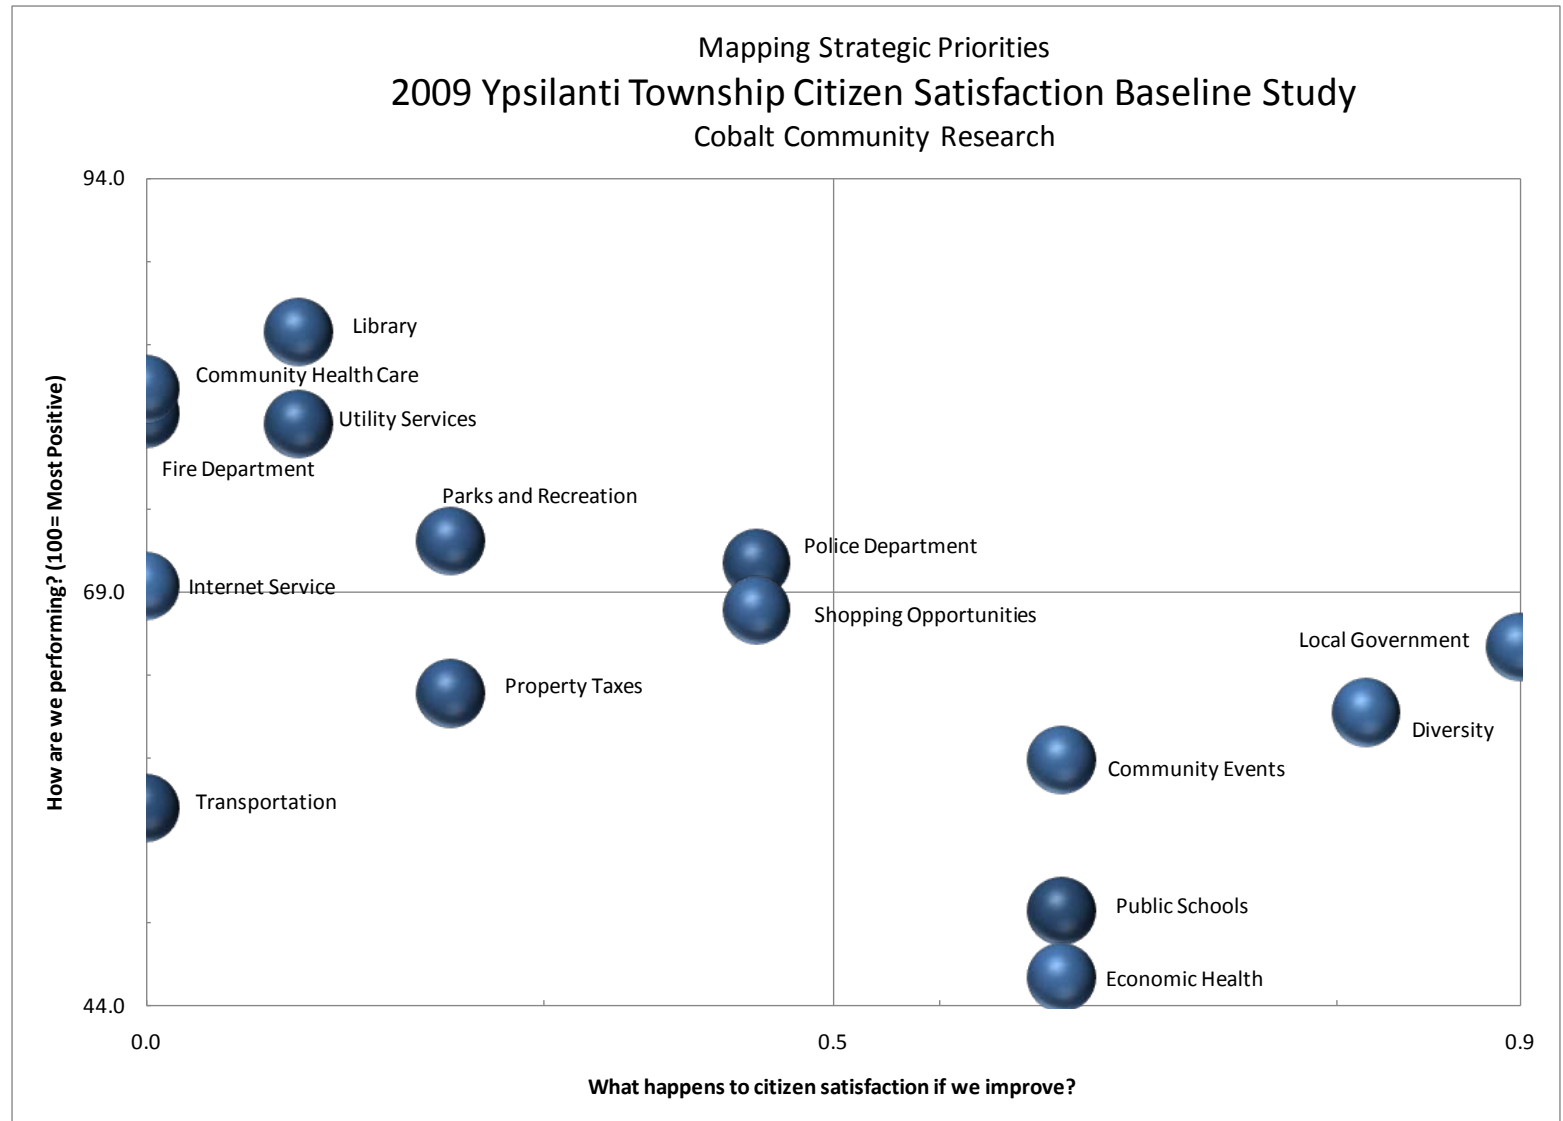 Mapping Strategic Priorities
2009 Ypsilanti Township Citizen Satisfaction Baseline Study
Cobalt Community Research
94.0
Library
Community Health Care
Utility Services
Fire Department
Parks and Recreation
Police Department
How are we performing? (100= Most Positive)
69.0
Internet Service
Shopping Opportunities
Local Government
Property Taxes
Diversity
Community Events
Transportation
Public Schools
Economic Health
44.0
0.0
0.5
0.9
What happens to citizen satisfaction if we improve?